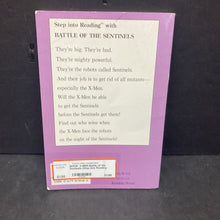 Step into Reading™ with
BATTLE OF THE SENTINELS
They're big. They're bad.
They're mighty powerful.
They're the robots called Sentinels.
And their job is to get rid of all mutants—
especially the X-Men.
Will the X-Men be able
to get the Sentinels
before the Sentinels get them?
Find out who wins when
the X-Men face the robots
on the night of the Sentinels!